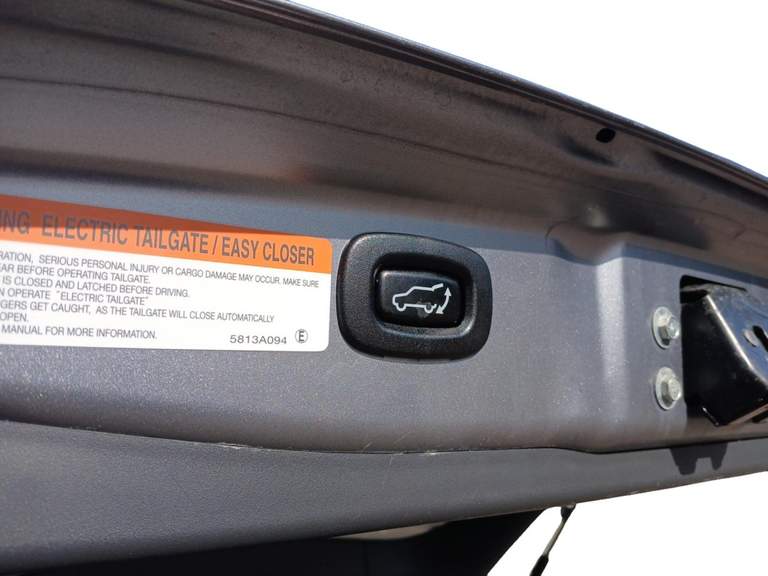 ING ELECTRIC TAILGATE / EASY CLOSER
RATION, SERIOUS PERSONAL INJURY OR CARGO DAMAGE MAY OCCUR. MAKE SURE
EAR BEFORE OPERATING TAILGATE.
IS CLOSED AND LATCHED BEFORE DRIVING.
N OPERATE "ELECTRIC TAILGATE"
GERS GET CAUGHT, AS THE TAILGATE WILL CLOSE AUTOMATICALLY
OPEN.
MANUAL FOR MORE INFORMATION.
5813A094 E